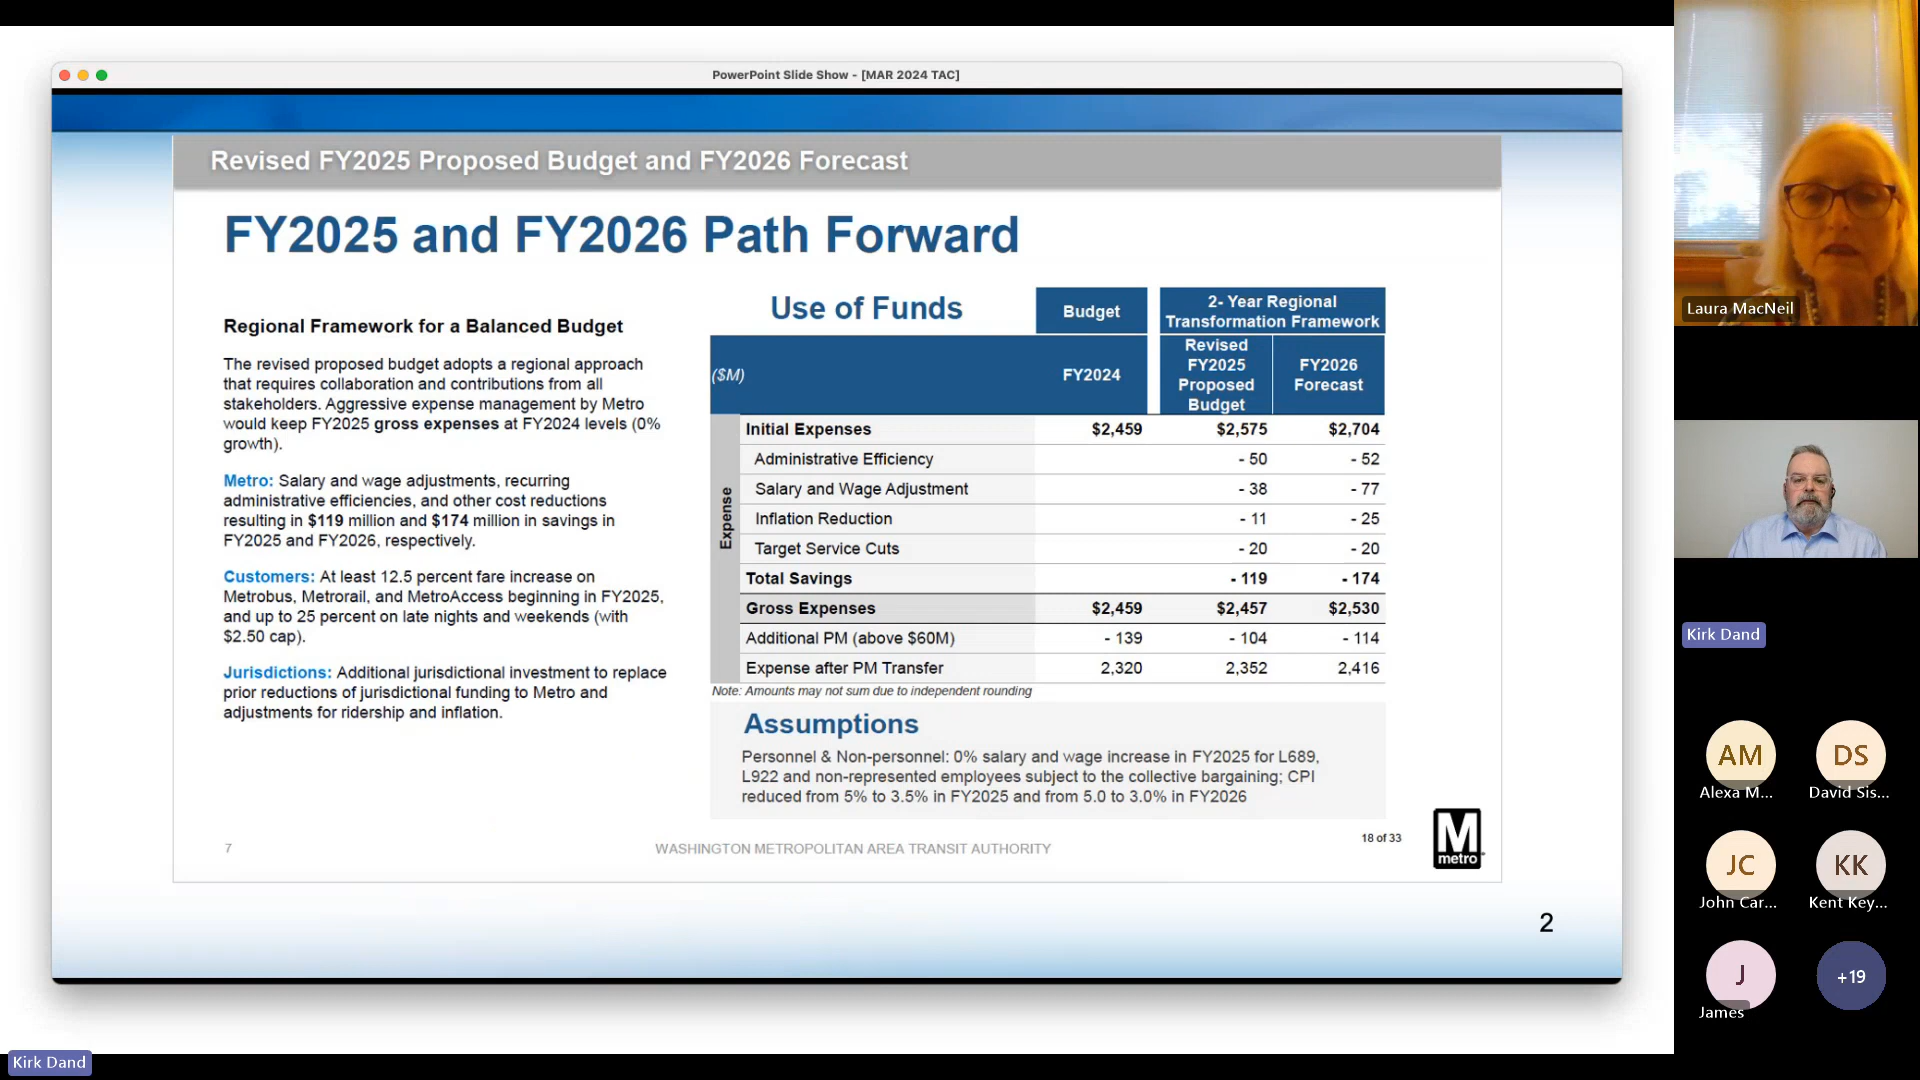 PowerPoint Slide Show - [MAR 2024 TAC]
Revised FY2025 Proposed Budget and FY2026 Forecast
FY2025 and FY2026 Path Forward
Regional Framework for a Balanced Budget
The revised proposed budget adopts a regional approach
that requires collaboration and contributions from all
stakeholders. Aggressive expense management by Metro
would keep FY2025 gross expenses at FY2024 levels (0%
growth).
Metro: Salary and wage adjustments, recurring
administrative efficiencies, and other cost reductions
resulting in $119 million and $174 million in savings in
FY2025 and FY2026, respectively.
Customers: At least 12.5 percent fare increase on
Metrobus, Metrorail, and MetroAccess beginning in FY2025,
and up to 25 percent on late nights and weekends (with
$2.50 cap).
Jurisdictions: Additional jurisdictional investment to replace
prior reductions of jurisdictional funding to Metro and
adjustments for ridership and inflation.
Use of Funds
Budget
2- Year Regional
Transformation Framework
($M)
FY2024
Revised
FY2025
Proposed
Budget
FY2026
Forecast
Expense
Initial Expenses $2,459 $2,575 $2,704
Administrative Efficiency - 50 - 52
Salary and Wage Adjustment - 38 - 77
Inflation Reduction - 11 - 25
Target Service Cuts - 20 - 20
Total Savings - 119 - 174
Gross Expenses $2,459 $2,457 $2,530
Additional PM (above $60M) - 139 - 104 - 114
Expense after PM Transfer 2,320 2,352 2,416
Note: Amounts may not sum due to independent rounding
Assumptions
Personnel & Non-personnel: 0% salary and wage increase in FY2025 for L689,
L922 and non-represented employees subject to the collective bargaining; CPI
reduced from 5% to 3.5% in FY2025 and from 5.0 to 3.0% in FY2026
7
WASHINGTON METROPOLITAN AREA TRANSIT AUTHORITY
18 of 33
M
metro
2
Kirk Dand
Laura MacNeil
Kirk Dand
AM
Alexa M...
DS
David Sis...
JC
John Car...
KK
Kent Key...
J
James
+19